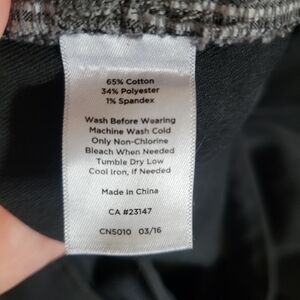 65% Cotton
34% Polyester
1% Spandex
Wash Before Wearing
Machine Wash Cold
Only Non-Chlorine
Bleach When Needed
Tumble Dry Low
Cool Iron, If Needed
Made in China
CA #23147
CN5010 03/16